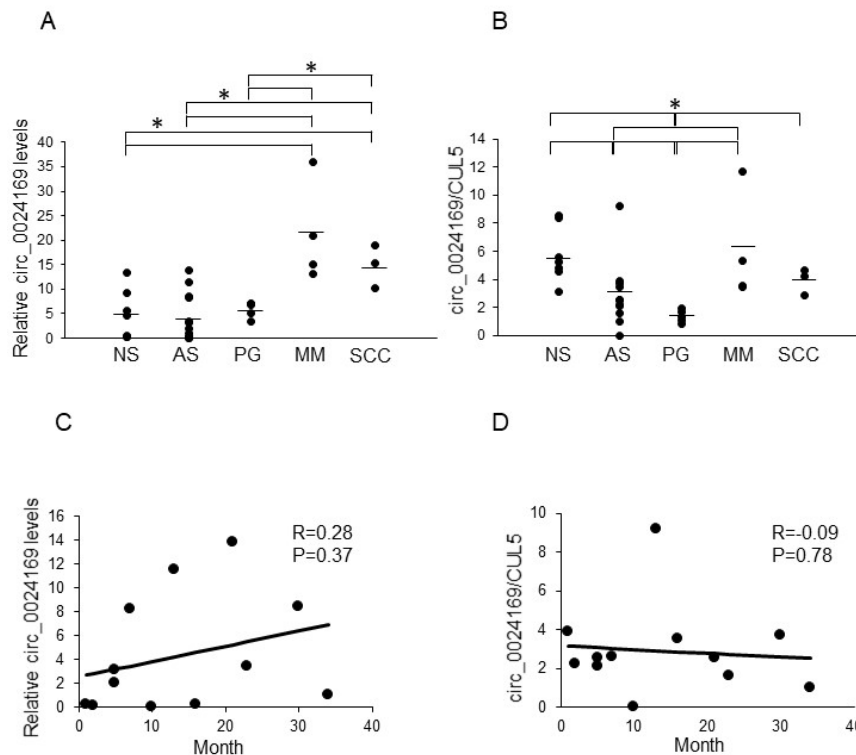 A
B
*
*
*
*
Relative circ_0024169 levels
40
35
30
25
20
15
10
5
0
NS AS PG MM SCC
circ_0024169/CUL5
14
12
10
8
6
4
2
0
NS AS PG MM SCC
C
D
Relative circ_0024169 levels
16
14
12
10
8
6
4
2
0
R=0.28
P=0.37
0 10 20 30 40
Month
circ_0024169/CUL5
10
8
6
4
2
0
R=-0.09
P=0.78
0 10 20 30 40
Month